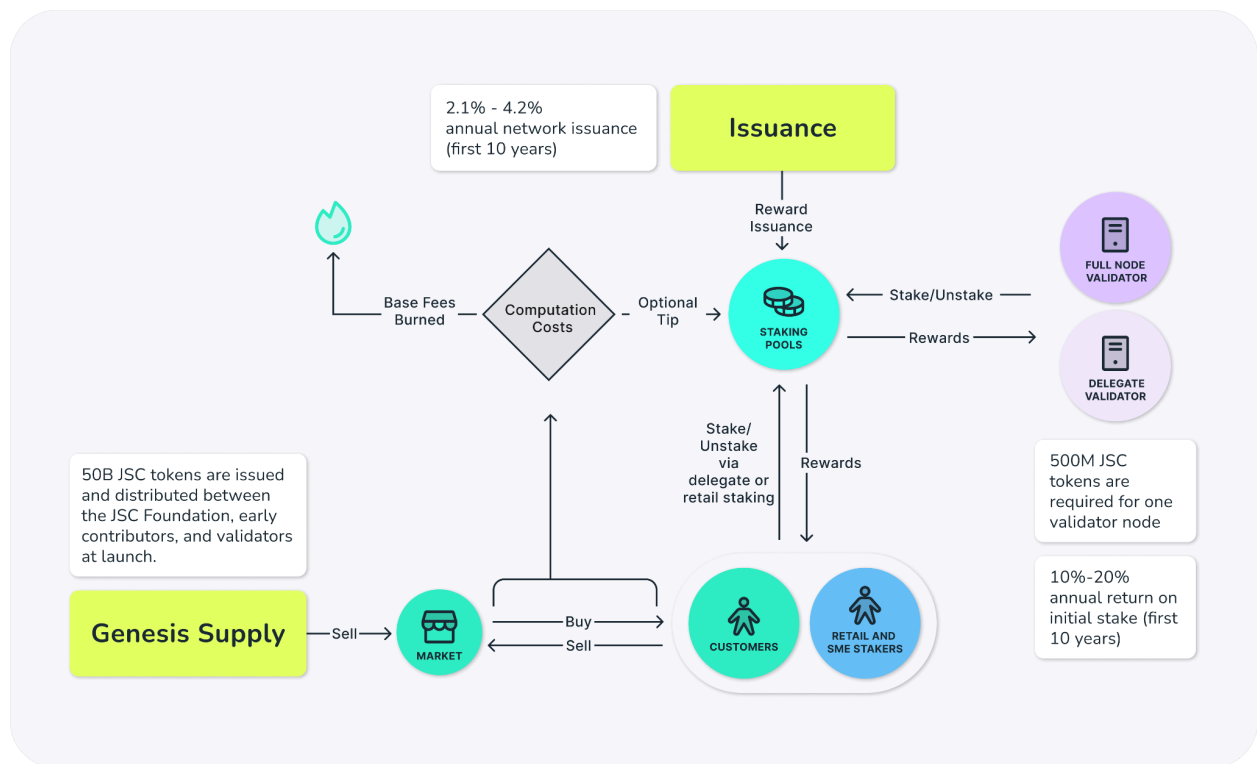 2.1% - 4.2%
annual network issuance
(first 10 years)
Issuance
Reward
Issuance
FULL NODE
VALIDATOR
Base Fees
Burned
Computation
Costs
Optional
Tip
STAKING
POOLS
Stake/Unstake
Rewards
DELEGATE
VALIDATOR
Stake/
Unstake
via
delegate or
retail staking
Rewards
50B JSC tokens are issued
and distributed between
the JSC Foundation, early
contributors, and validators
at launch.
500M JSC
tokens are
required for one
validator node
10%-20%
annual return on
initial stake (first
10 years)
Genesis Supply
Sell
MARKET
Buy
Sell
CUSTOMERS
RETAIL AND
SME STAKERS